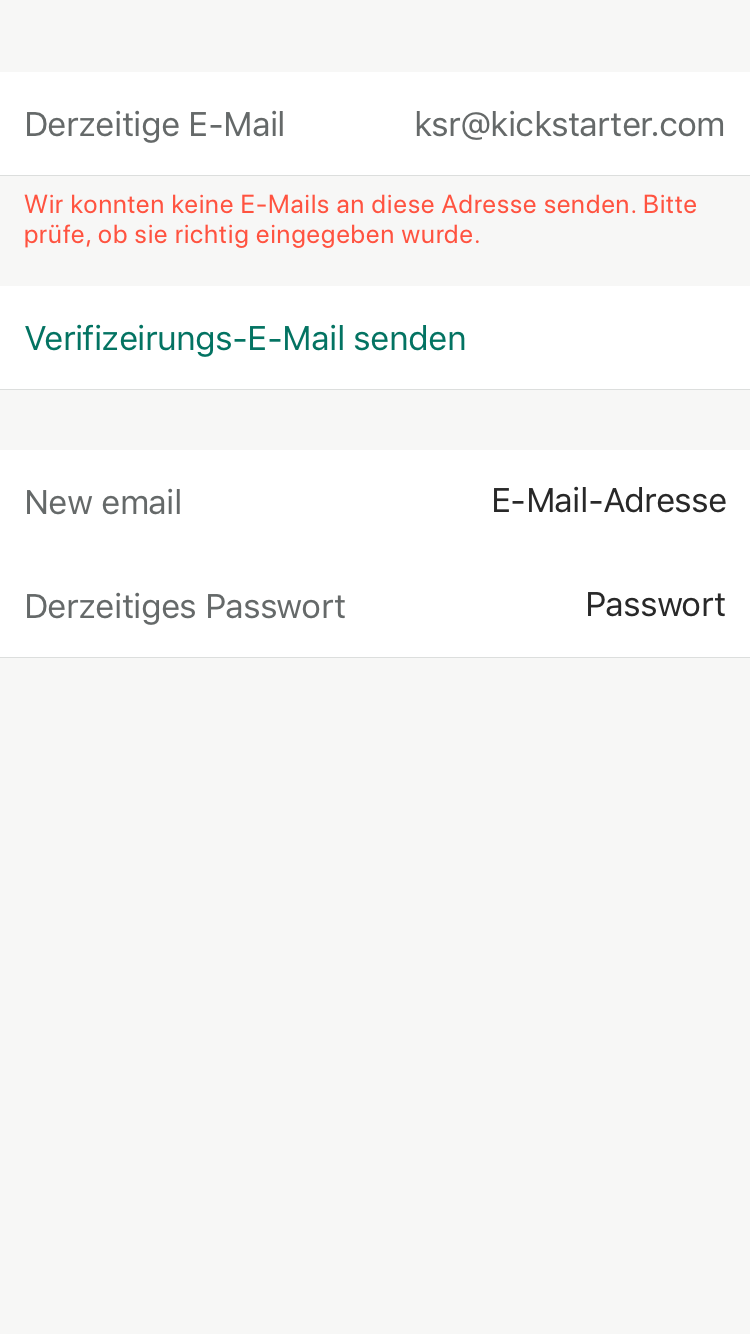 Derzeitige E-Mail ksr@kickstarter.com
Wir konnten keine E-Mails an diese Adresse senden. Bitte
prüfe, ob sie richtig eingegeben wurde.
Verifizeirungs-E-Mail senden
New email E-Mail-Adresse
Derzeitiges Passwort Passwort